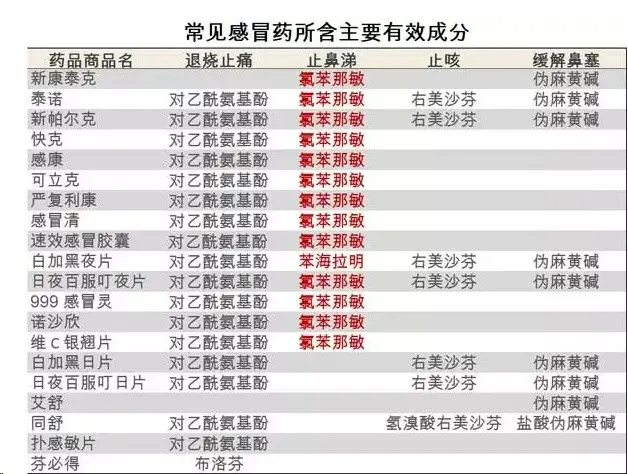 常见感冒药所含主要有效成分
药品商品名 退烧止痛 止鼻涕 止咳 缓解鼻塞
新康泰克 氯苯那敏 伪麻黄碱
泰诺 对乙酰氨基酚 氯苯那敏 右美沙芬 伪麻黄碱
新帕尔克 对乙酰氨基酚 氯苯那敏 右美沙芬 伪麻黄碱
快克 对乙酰氨基酚 氯苯那敏
感康 对乙酰氨基酚 氯苯那敏
可立克 对乙酰氨基酚 氯苯那敏
严复利康 对乙酰氨基酚 氯苯那敏
感冒清 对乙酰氨基酚 氯苯那敏
速效感冒胶囊 对乙酰氨基酚 氯苯那敏
白加黑夜片 对乙酰氨基酚 苯海拉明 右美沙芬 伪麻黄碱
日夜百服咛夜片 对乙酰氨基酚 氯苯那敏 右美沙芬 伪麻黄碱
999 感冒灵 对乙酰氨基酚 氯苯那敏
诺沙欣 对乙酰氨基酚 氯苯那敏
维 C 银翘片 对乙酰氨基酚 氯苯那敏
白加黑日片 对乙酰氨基酚 右美沙芬 伪麻黄碱
日夜百服咛日片 对乙酰氨基酚 右美沙芬 伪麻黄碱
艾舒 伪麻黄碱
同舒 对乙酰氨基酚 氢溴酸右美沙芬 盐酸伪麻黄碱
扑感敏片 对乙酰氨基酚
芬必得 布洛芬